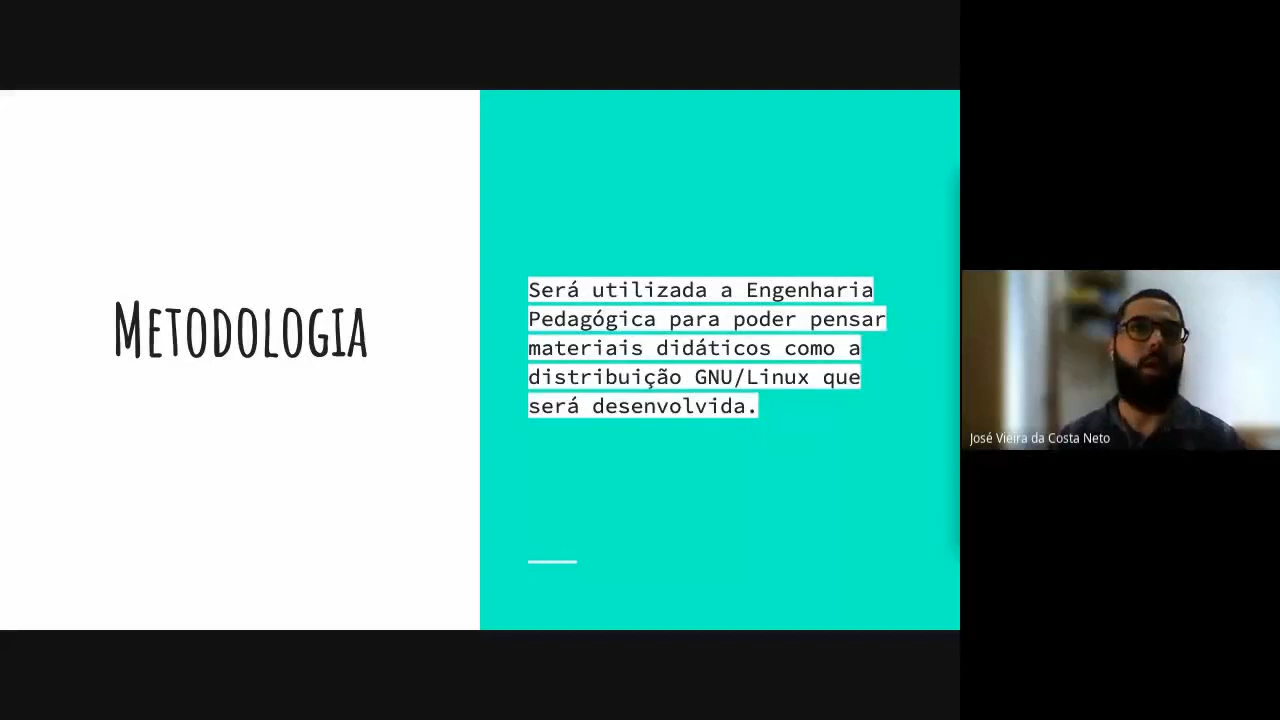 Metodologia
Será utilizada a Engenharia
Pedagógica para poder pensar
materiais didáticos como a
distribuição GNU/Linux que
será desenvolvida.
José Vieira da Costa Neto